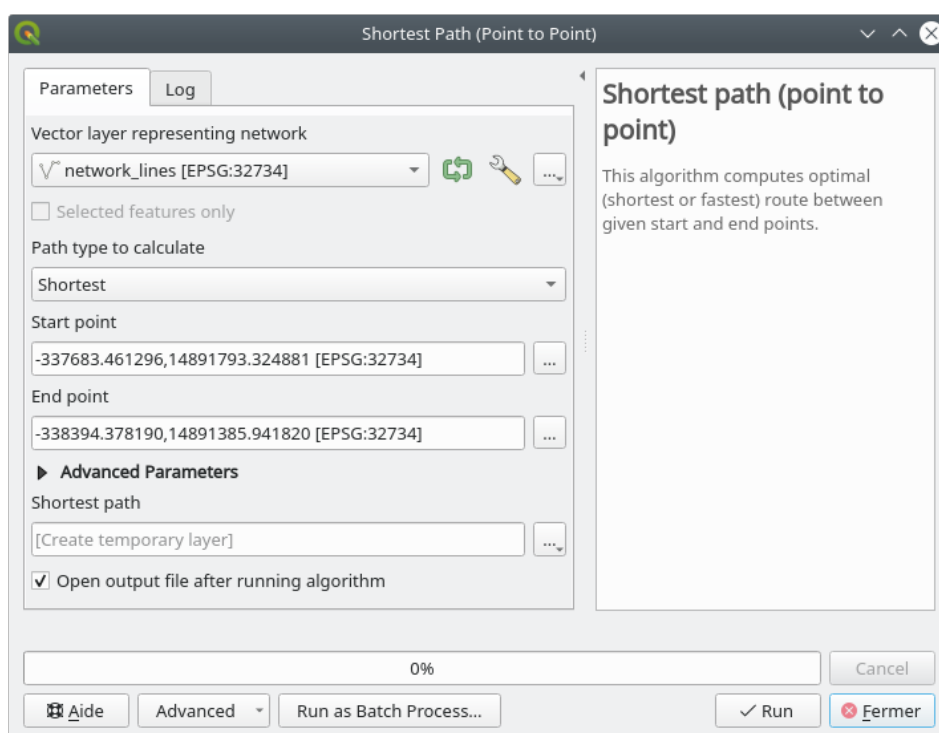 Shortest Path (Point to Point)
Parameters
Log
Vector layer representing network
network_lines [EPSG:32734]
...
Selected features only
Path type to calculate
Shortest
Start point
-337683.461296,14891793.324881 [EPSG:32734]
...
End point
-338394.378190,14891385.941820 [EPSG:32734]
...
Advanced Parameters
Shortest path
[Create temporary layer]
...
Open output file after running algorithm
Shortest path (point to
point)
This algorithm computes optimal
(shortest or fastest) route between
given start and end points.
0%
Cancel
Aide
Advanced
Run as Batch Process...
Run
Fermer